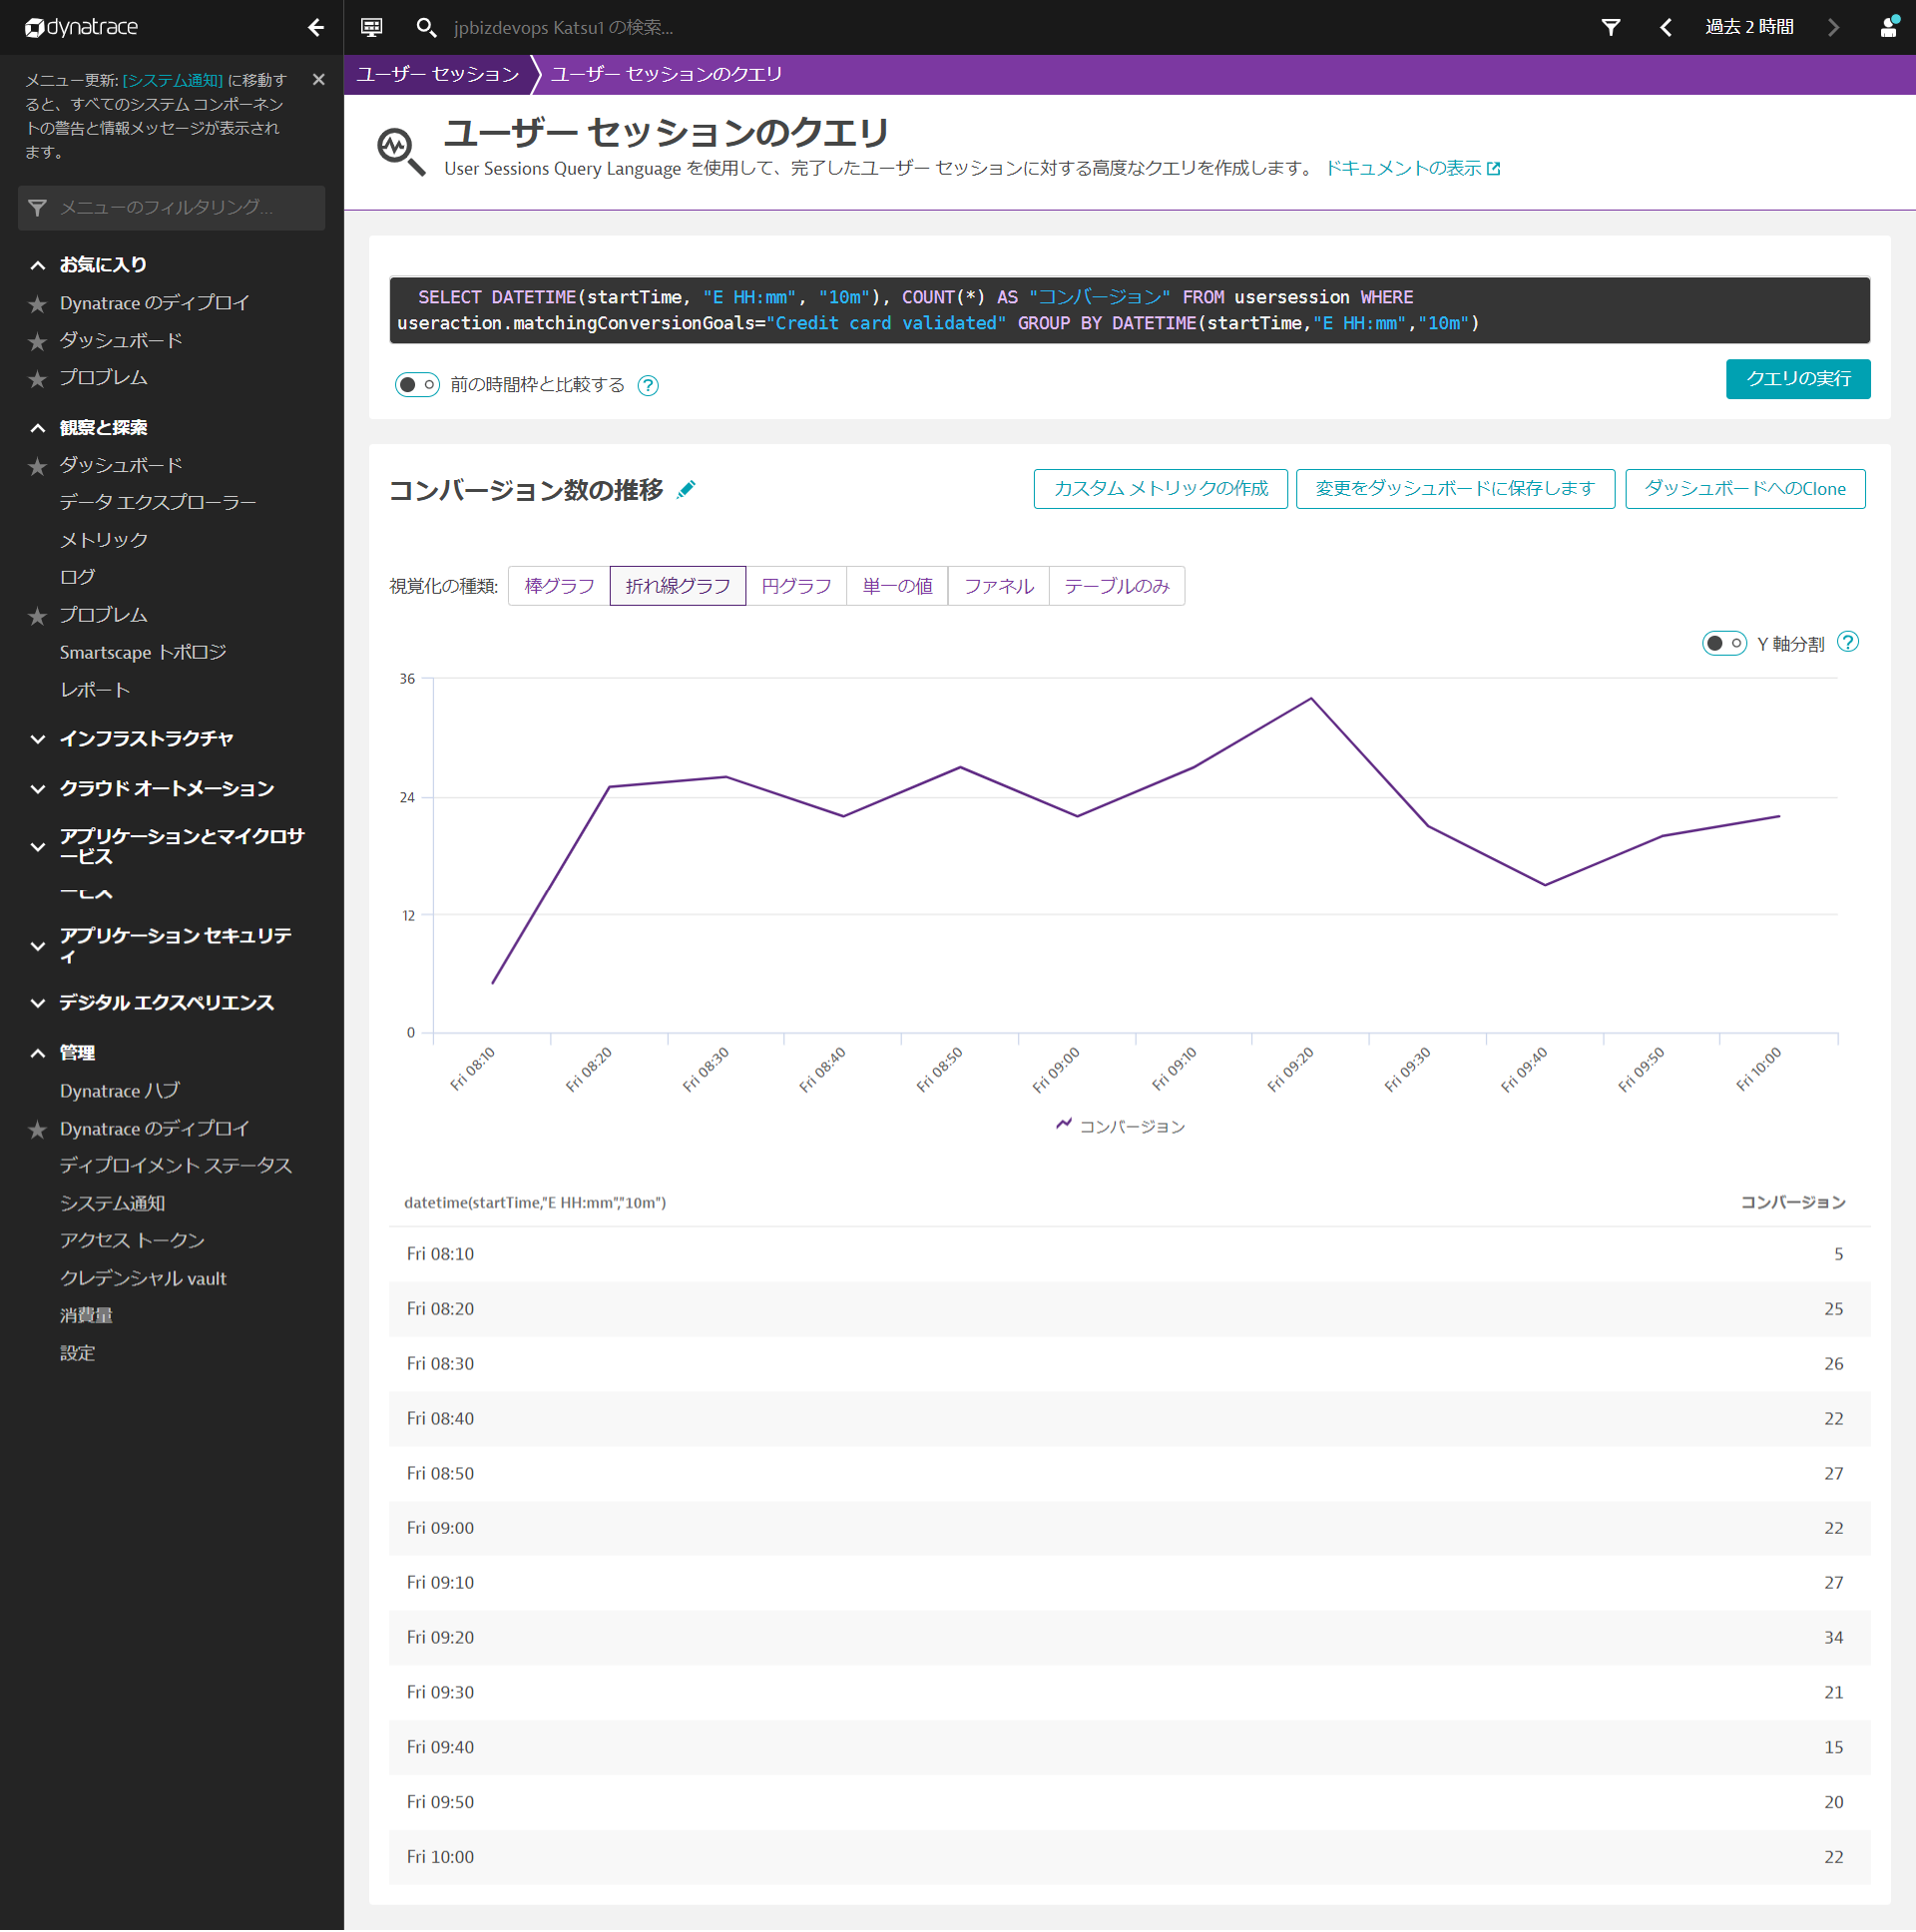 dynatrace
jpbizdevops Katsu1 の検索...
過去 2 時間
メニュー更新: [システム通知] に移動す
ると、すべてのシステム コンポーネン
トの警告と情報メッセージが表示され
ます。
メニューのフィルタリング...
お気に入り
Dynatrace のディプロイ
ダッシュボード
プロブレム
観察と探索
ダッシュボード
データ エクスプローラー
メトリック
ログ
プロブレム
Smartscape トポロジ
レポート
インフラストラクチャ
クラウド オートメーション
アプリケーションとマイクロサ
ービス
アプリケーション セキュリテ
ィ
デジタル エクスペリエンス
管理
Dynatrace ハブ
Dynatrace のディプロイ
ディプロイメント ステータス
システム通知
アクセス トークン
クレデンシャル vault
消費量
設定
ユーザー セッション
ユーザー セッションのクエリ
ユーザー セッションのクエリ
User Sessions Query Language を使用して、完了したユーザー セッションに対する高度なクエリを作成します。 ドキュメントの表示
SELECT DATETIME(startTime, "E HH:mm", "10m"), COUNT(*) AS "コンバージョン" FROM usersession WHERE
useraction.matchingConversionGoals="Credit card validated" GROUP BY DATETIME(startTime,"E HH:mm","10m")
前の時間枠と比較する ?
クエリの実行
コンバージョン数の推移
カスタム メトリックの作成
変更をダッシュボードに保存します
ダッシュボードへのClone
視覚化の種類: 棒グラフ 折れ線グラフ 円グラフ 単一の値 ファネル テーブルのみ
Y 軸分割 ?
36
24
12
0
Fri 08:10 Fri 08:20 Fri 08:30 Fri 08:40 Fri 08:50 Fri 09:00 Fri 09:10 Fri 09:20 Fri 09:30 Fri 09:40 Fri 09:50 Fri 10:00
コンバージョン
datetime(startTime,"E HH:mm","10m") コンバージョン
Fri 08:10 5
Fri 08:20 25
Fri 08:30 26
Fri 08:40 22
Fri 08:50 27
Fri 09:00 22
Fri 09:10 27
Fri 09:20 34
Fri 09:30 21
Fri 09:40 15
Fri 09:50 20
Fri 10:00 22